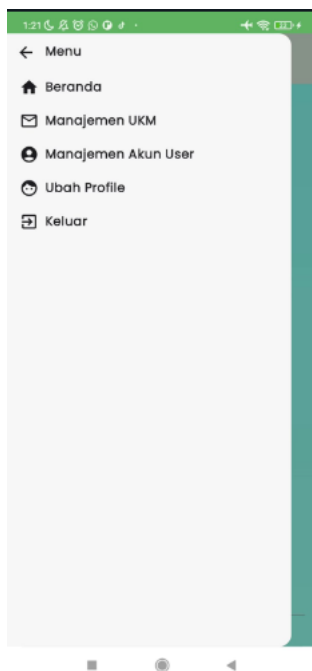 1:21
Menu
Beranda
Manajemen UKM
Manajemen Akun User
Ubah Profile
Keluar